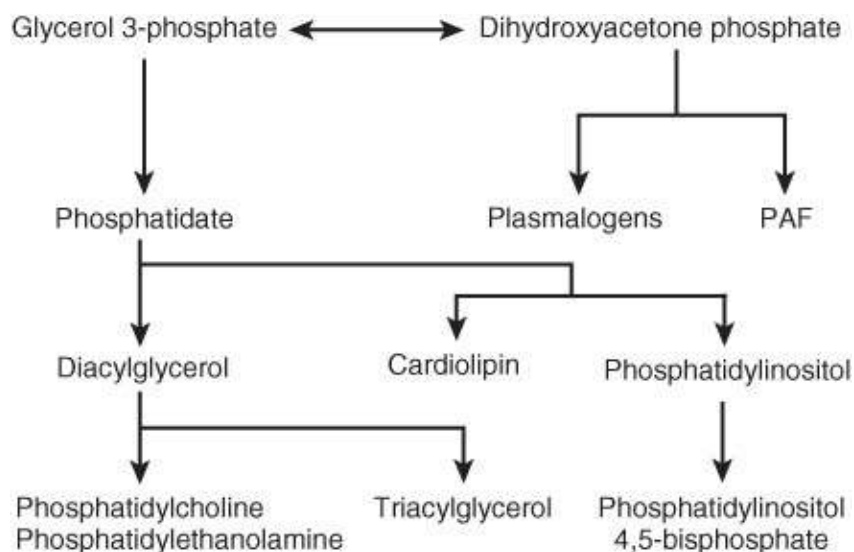 Glycerol 3-phosphate
Dihydroxyacetone phosphate
Phosphatidate
Plasmalogens
PAF
Diacylglycerol
Cardiolipin
Phosphatidylinositol
Phosphatidylcholine
Phosphatidylethanolamine
Triacylglycerol
Phosphatidylinositol
4,5-bisphosphate